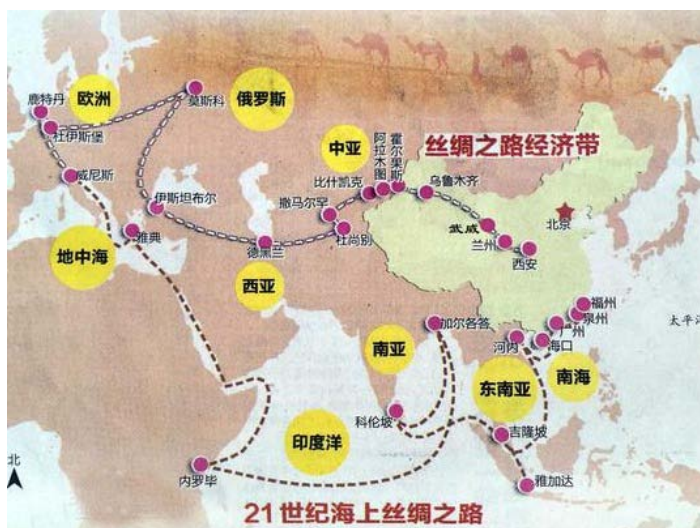 鹿特丹
欧洲
莫斯科
俄罗斯
杜伊斯堡
威尼斯
中亚
阿拉木图
霍尔果斯
丝绸之路经济带
比什凯克
乌鲁木齐
伊斯坦布尔
撒马尔罕
杜尚别
武威
兰州
西安
北京
雅典
地中海
德黑兰
西亚
福州
泉州
广州
海口
太平洋
加尔各答
河内
南亚
东南亚
南海
科伦坡
吉隆坡
印度洋
内罗毕
雅加达
北
21世纪海上丝绸之路